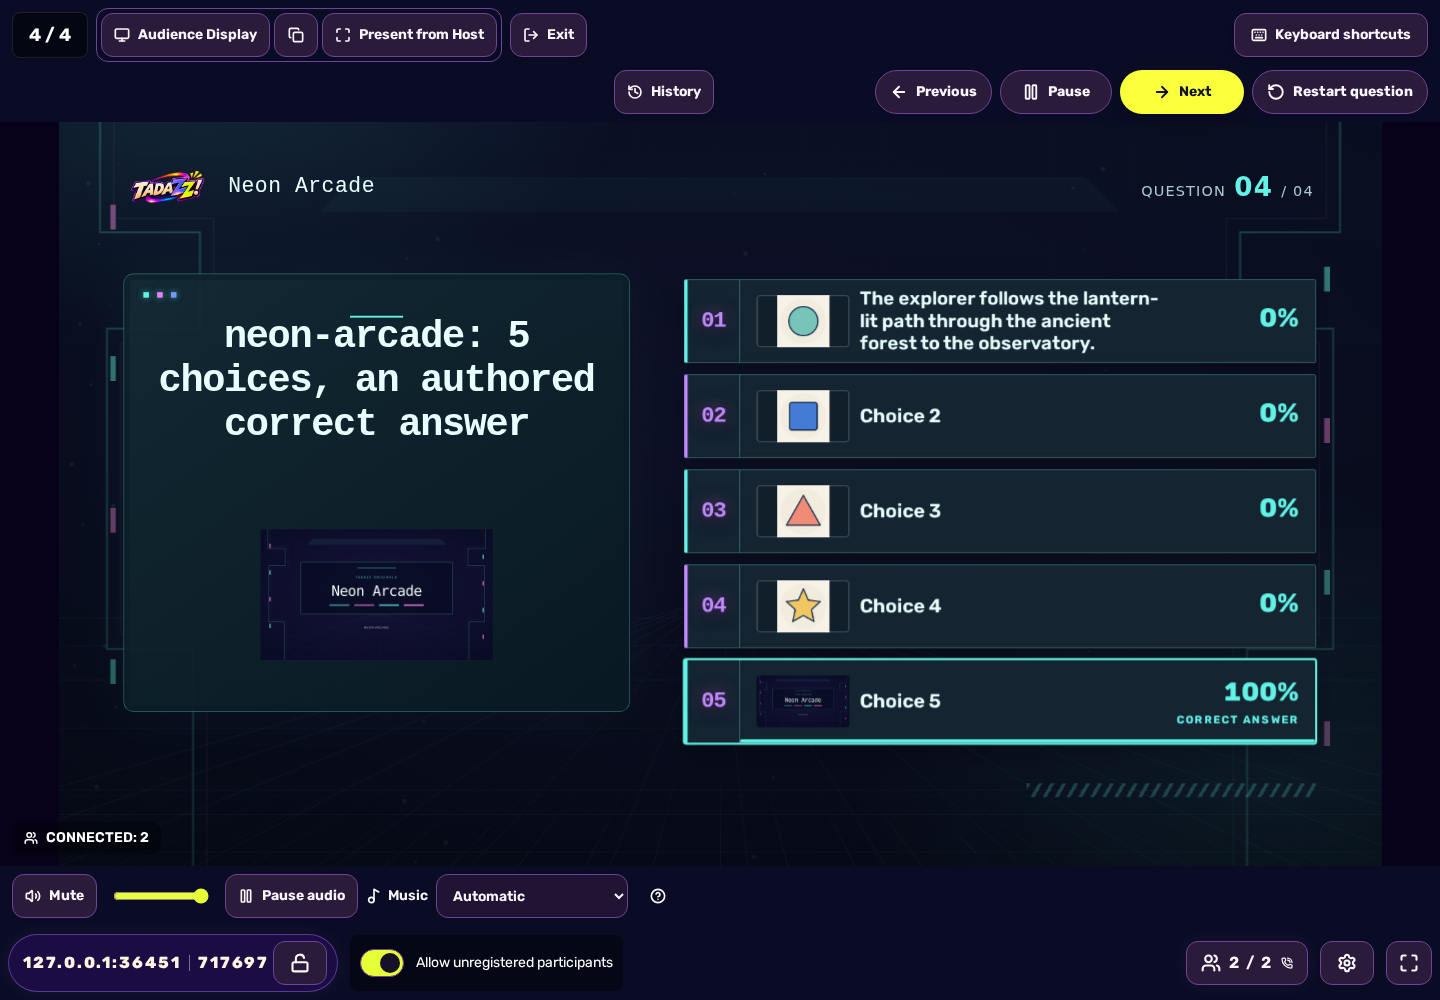 4 / 4
Audience Display
Present from Host
Exit
Keyboard shortcuts
History
Previous
Pause
Next
Restart question
TADAZZ!
Neon Arcade
QUESTION 04 / 04
neon-arcade: 5
choices, an authored
correct answer
Neon Arcade
01
The explorer follows the lantern-
lit path through the ancient
forest to the observatory.
0%
02
Choice 2
0%
03
Choice 3
0%
04
Choice 4
0%
05
Neon Arcade
Choice 5
100%
CORRECT ANSWER
CONNECTED: 2
Mute
Pause audio
Music
Automatic
127.0.0.1:36451
717697
Allow unregistered participants
2 / 2